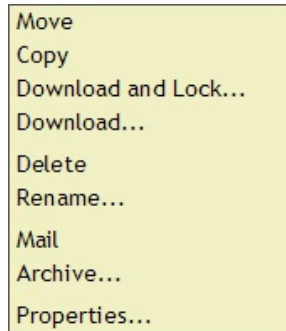 Move
Copy
Download and Lock...
Download...
Delete
Rename...
Mail
Archive...
Properties...